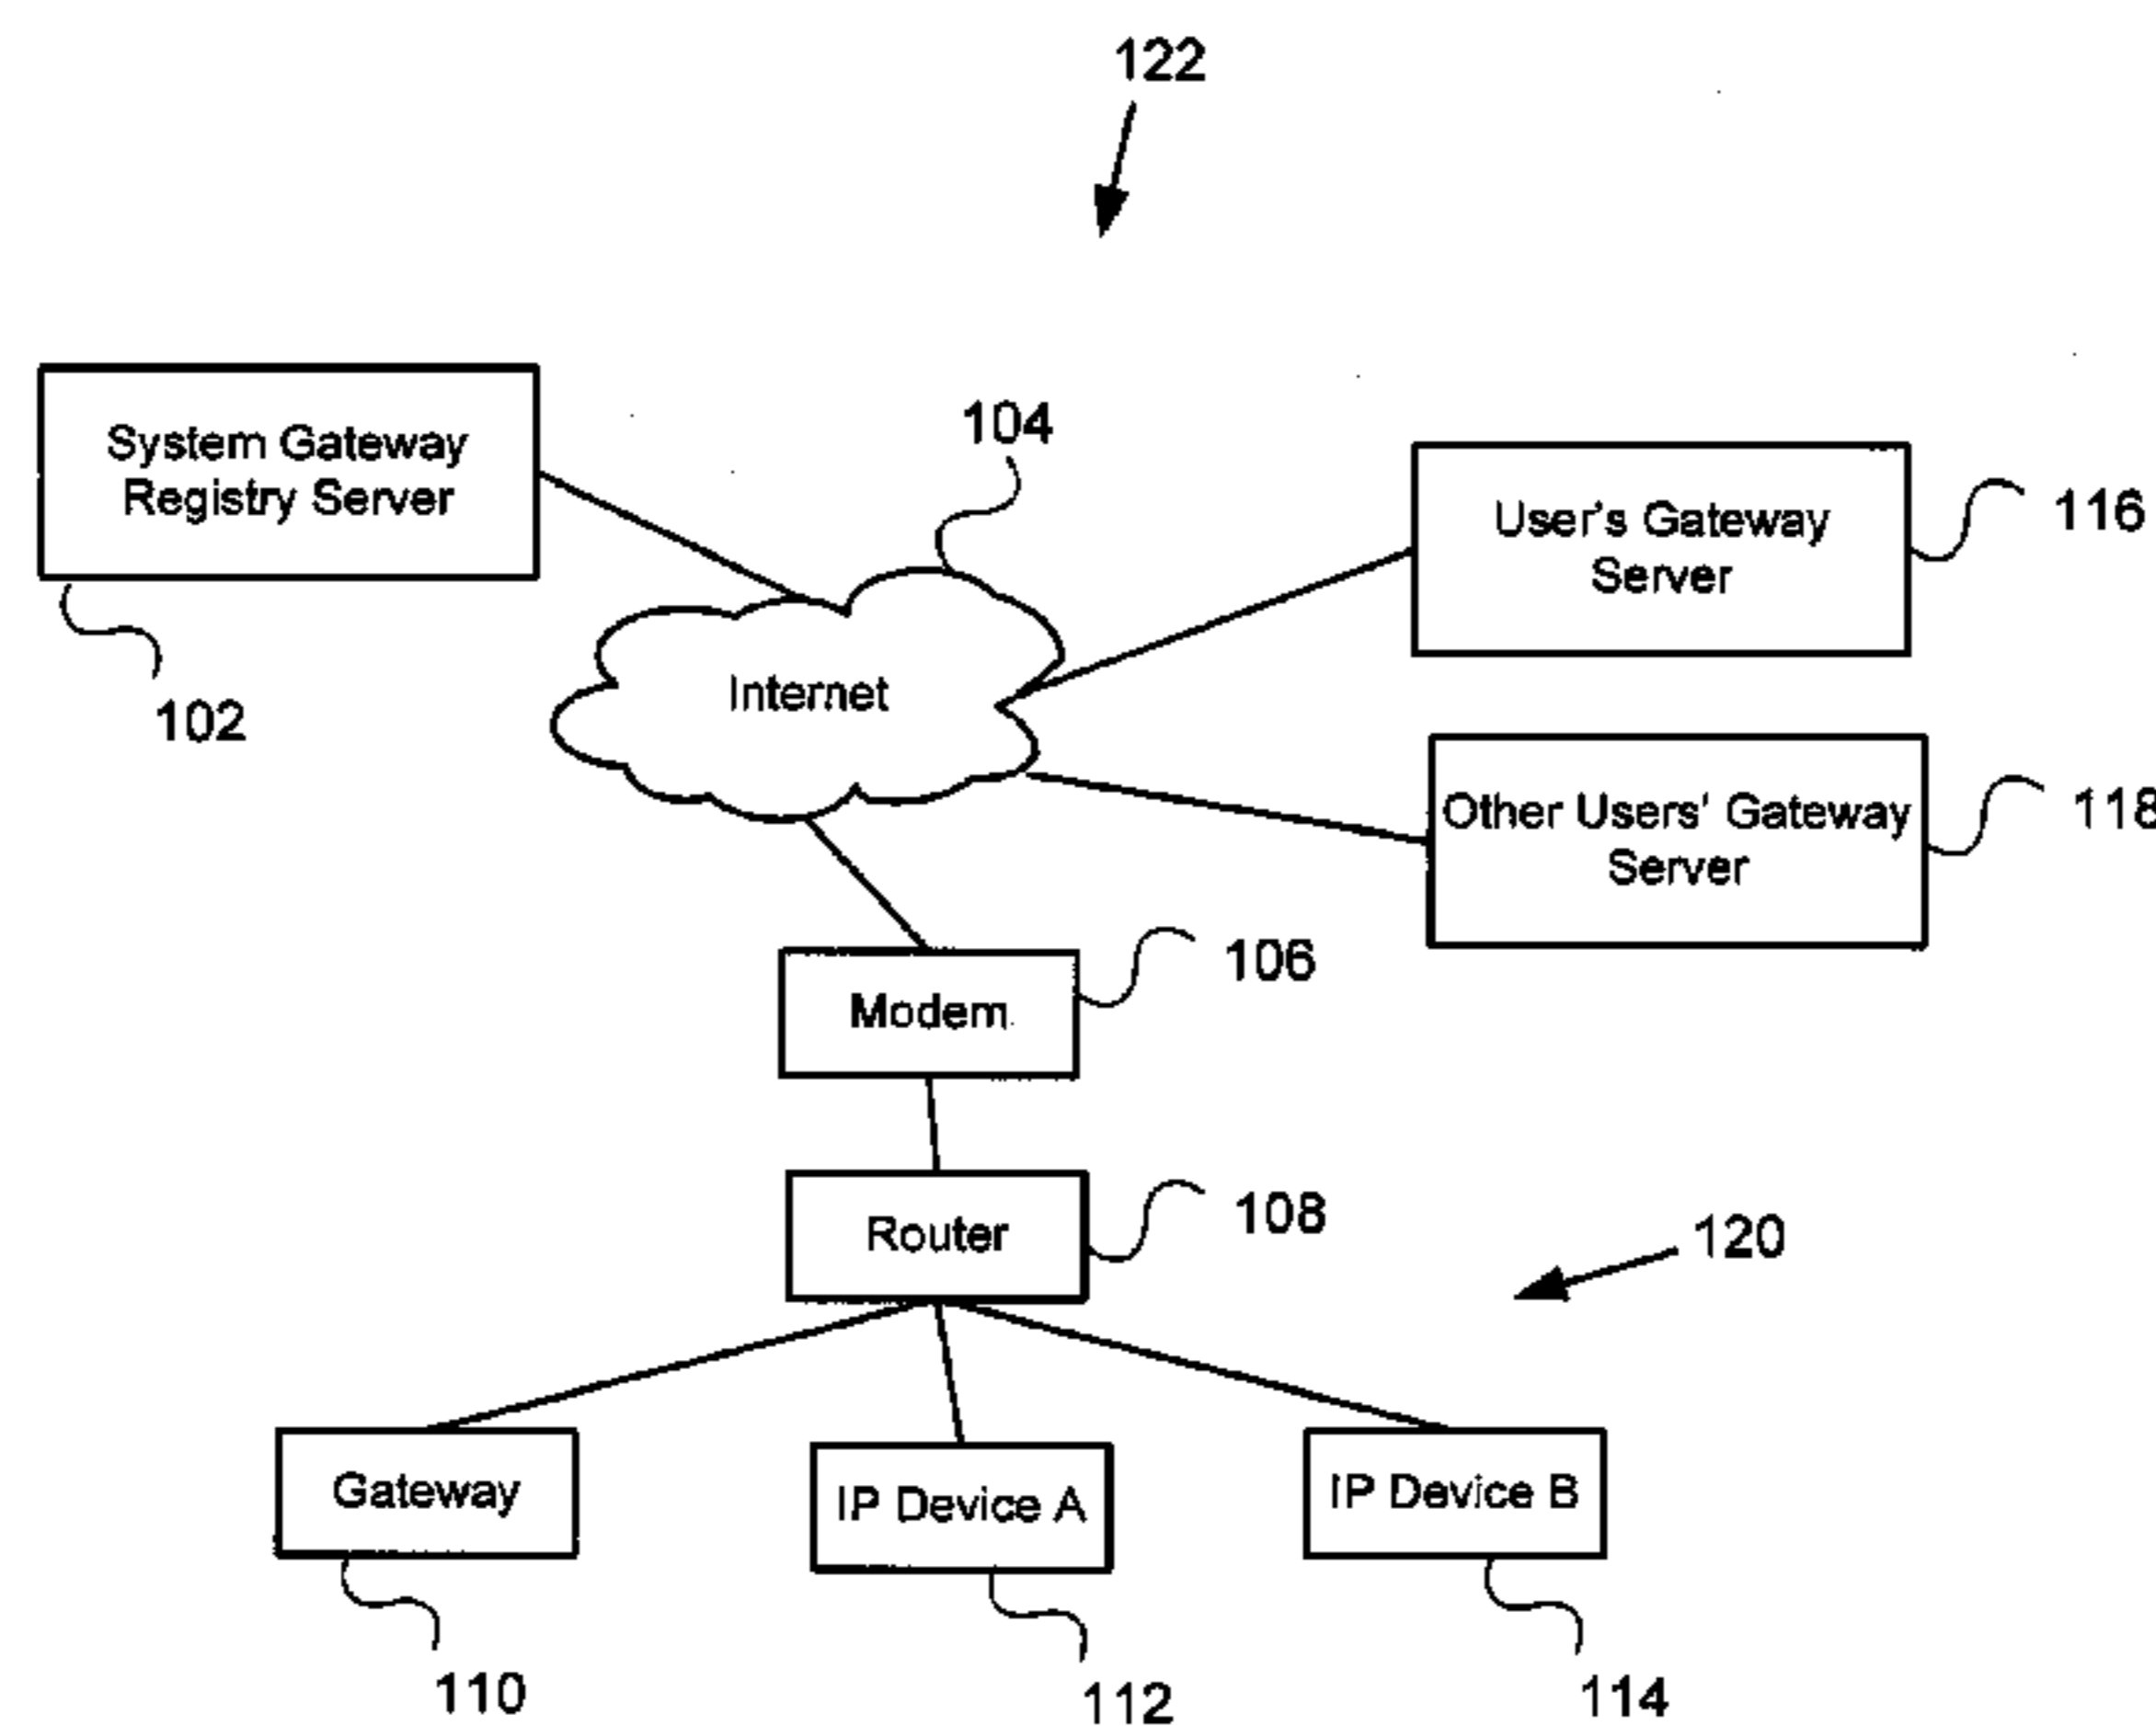 122
System Gateway
Registry Server
102
104
Internet
User's Gateway
Server
116
Other Users' Gateway
Server
118
Modem
106
Router
108
120
Gateway
110
IP Device A
112
IP Device B
114